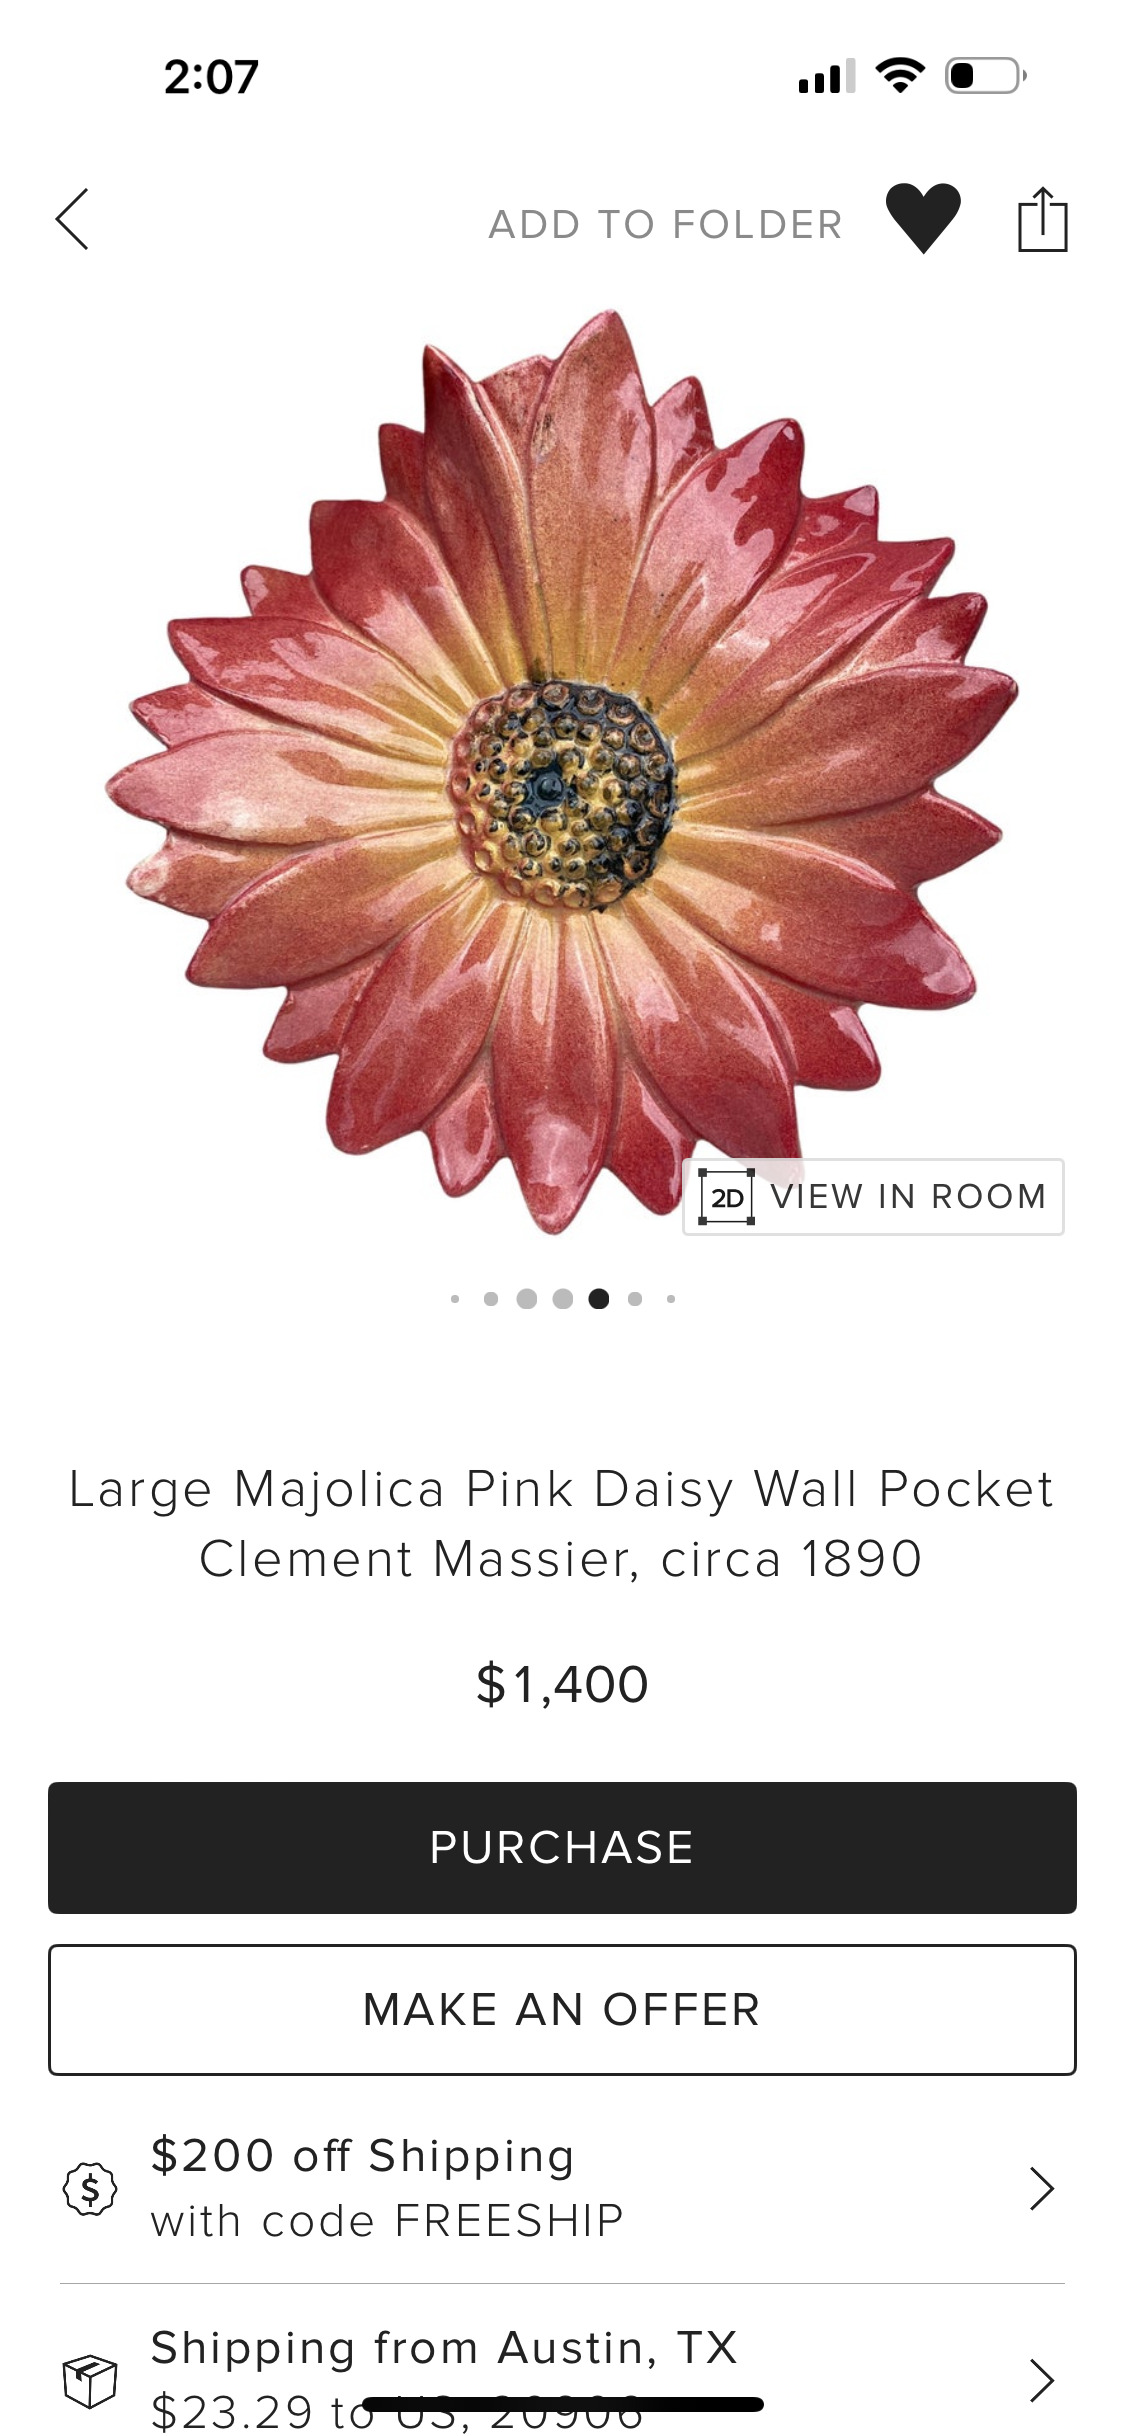 2:07
ADD TO FOLDER
2D VIEW IN ROOM
Large Majolica Pink Daisy Wall Pocket
Clement Massier, circa 1890
$1,400
PURCHASE
MAKE AN OFFER
$200 off Shipping
with code FREESHIP
Shipping from Austin, TX
$23.29 to US, 20906